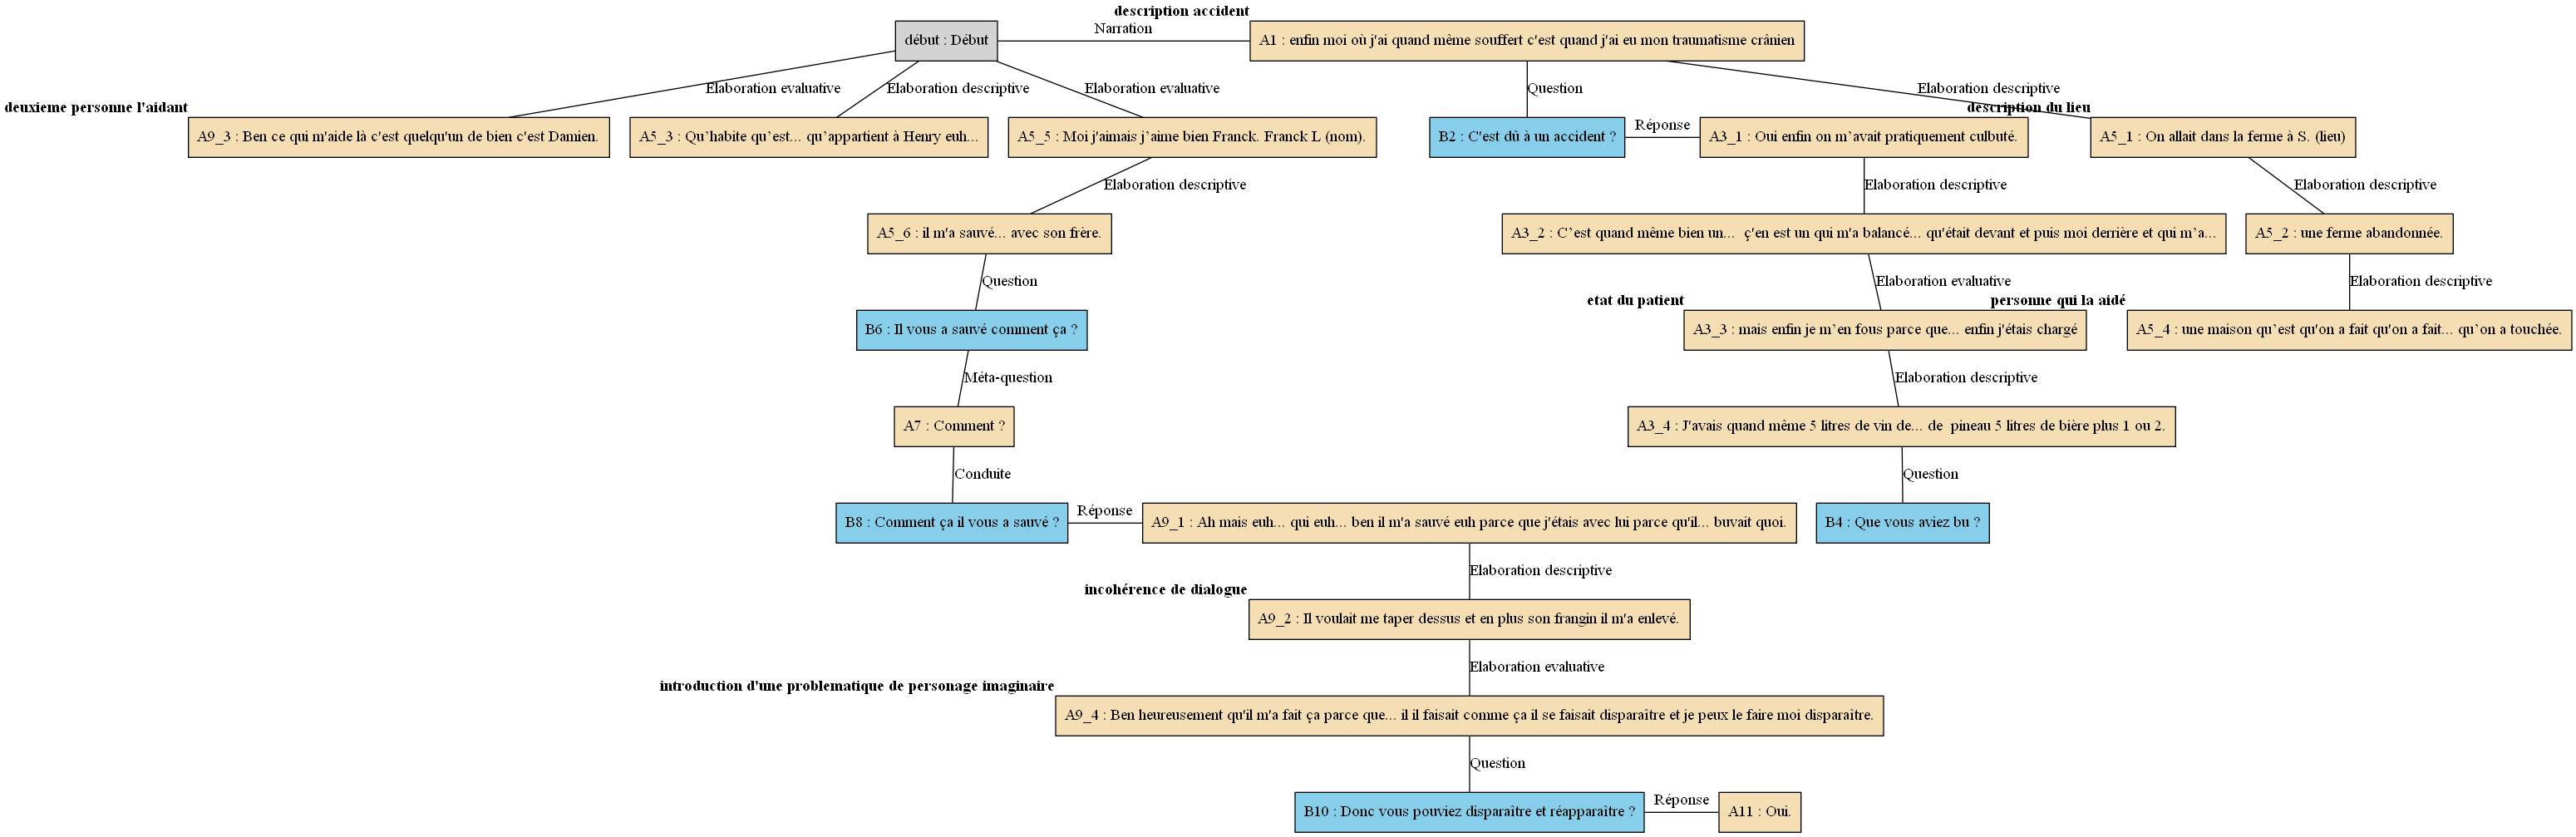 description accident
début : Début
Narration
A1 : enfin moi où j'ai quand même souffert c'est quand j'ai eu mon traumatisme crânien
Elaboration evaluative
Elaboration descriptive
Elaboration evaluative
Question
Elaboration descriptive
deuxieme personne l'aidant
description du lieu
A9_3 : Ben ce qui m'aide là c'est quelqu'un de bien c'est Damien.
A5_3 : Qu’habite qu’est... qu’appartient à Henry euh...
A5_5 : Moi j'aimais j’aime bien Franck. Franck L (nom).
B2 : C'est dû à un accident ?
Réponse
A3_1 : Oui enfin on m’avait pratiquement culbuté.
A5_1 : On allait dans la ferme à S. (lieu)
Elaboration descriptive
Elaboration descriptive
Elaboration descriptive
A5_6 : il m'a sauvé... avec son frère.
A3_2 : C’est quand même bien un...  ç'en est un qui m'a balancé... qu'était devant et puis moi derrière et qui m’a...
A5_2 : une ferme abandonnée.
Question
Elaboration evaluative
Elaboration descriptive
etat du patient
personne qui la aidé
B6 : Il vous a sauvé comment ça ?
A3_3 : mais enfin je m’en fous parce que... enfin j'étais chargé
A5_4 : une maison qu’est qu'on a fait qu'on a fait... qu’on a touchée.
Méta-question
Elaboration descriptive
A7 : Comment ?
A3_4 : J'avais quand même 5 litres de vin de... de  pineau 5 litres de bière plus 1 ou 2.
Conduite
Question
B8 : Comment ça il vous a sauvé ?
Réponse
A9_1 : Ah mais euh... qui euh... ben il m'a sauvé euh parce que j'étais avec lui parce qu'il... buvait quoi.
B4 : Que vous aviez bu ?
Elaboration descriptive
incohérence de dialogue
A9_2 : Il voulait me taper dessus et en plus son frangin il m'a enlevé.
Elaboration evaluative
introduction d'une problematique de personage imaginaire
A9_4 : Ben heureusement qu'il m'a fait ça parce que... il il faisait comme ça il se faisait disparaître et je peux le faire moi disparaître.
Question
B10 : Donc vous pouviez disparaître et réapparaître ?
Réponse
A11 : Oui.